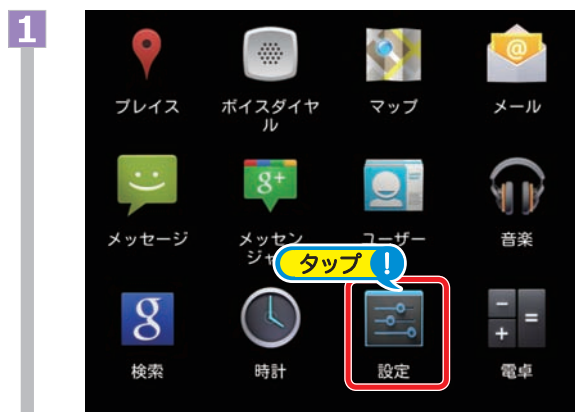 1
プレイス ボイスダイヤ マップ メール
ル
@
g+
メッセージ メッセン ユーザー 音楽
ジャ
タップ !
g
− + =
検索 時計 設定 電卓